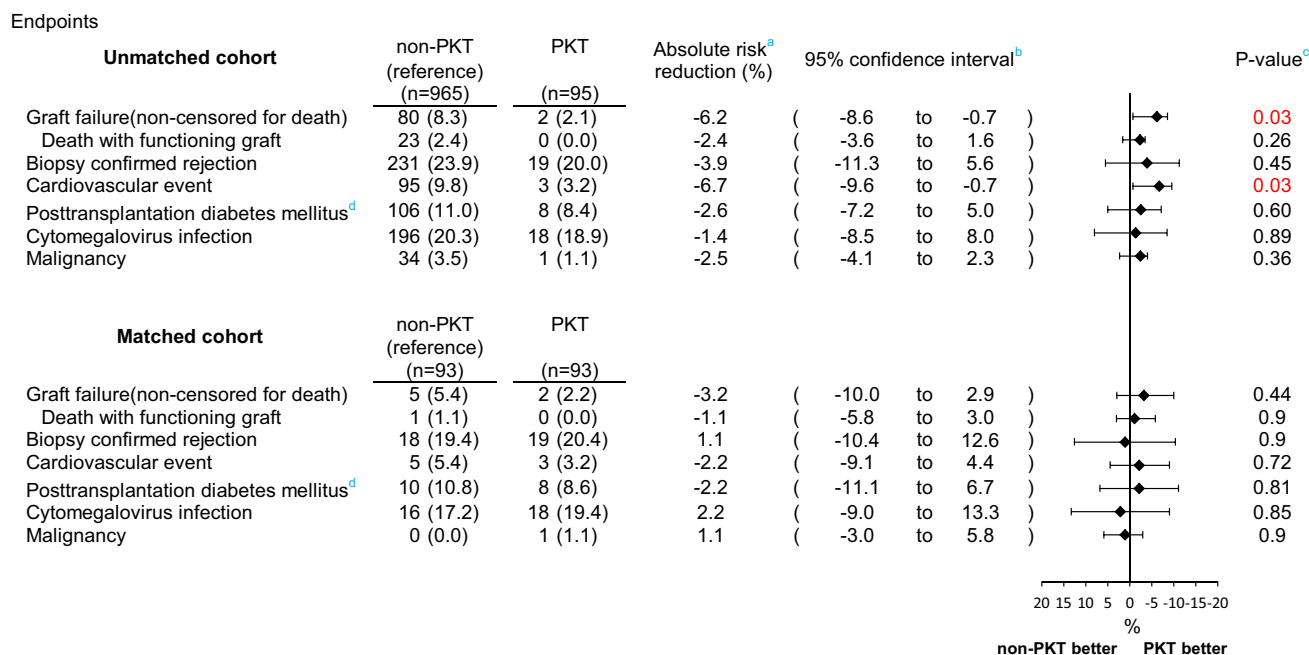 Endpoints
Unmatched cohort non-PKT (reference) (n=965) PKT (n=95) Absolute risk^a reduction (%) 95% confidence interval^b P-value^c
Graft failure(non-censored for death) 80 (8.3) 2 (2.1) -6.2 ( -8.6 to -0.7 ) 0.03
Death with functioning graft 23 (2.4) 0 (0.0) -2.4 ( -3.6 to 1.6 ) 0.26
Biopsy confirmed rejection 231 (23.9) 19 (20.0) -3.9 ( -11.3 to 5.6 ) 0.45
Cardiovascular event 95 (9.8) 3 (3.2) -6.7 ( -9.6 to -0.7 ) 0.03
Posttransplantation diabetes mellitus^d 106 (11.0) 8 (8.4) -2.6 ( -7.2 to 5.0 ) 0.60
Cytomegalovirus infection 196 (20.3) 18 (18.9) -1.4 ( -8.5 to 8.0 ) 0.89
Malignancy 34 (3.5) 1 (1.1) -2.5 ( -4.1 to 2.3 ) 0.36
Matched cohort non-PKT (reference) (n=93) PKT (n=93)
Graft failure(non-censored for death) 5 (5.4) 2 (2.2) -3.2 ( -10.0 to 2.9 ) 0.44
Death with functioning graft 1 (1.1) 0 (0.0) -1.1 ( -5.8 to 3.0 ) 0.9
Biopsy confirmed rejection 18 (19.4) 19 (20.4) 1.1 ( -10.4 to 12.6 ) 0.9
Cardiovascular event 5 (5.4) 3 (3.2) -2.2 ( -9.1 to 4.4 ) 0.72
Posttransplantation diabetes mellitus^d 10 (10.8) 8 (8.6) -2.2 ( -11.1 to 6.7 ) 0.81
Cytomegalovirus infection 16 (17.2) 18 (19.4) 2.2 ( -9.0 to 13.3 ) 0.85
Malignancy 0 (0.0) 1 (1.1) 1.1 ( -3.0 to 5.8 ) 0.9
20 15 10 5 0 -5 -10 -15 -20
%
non-PKT better PKT better